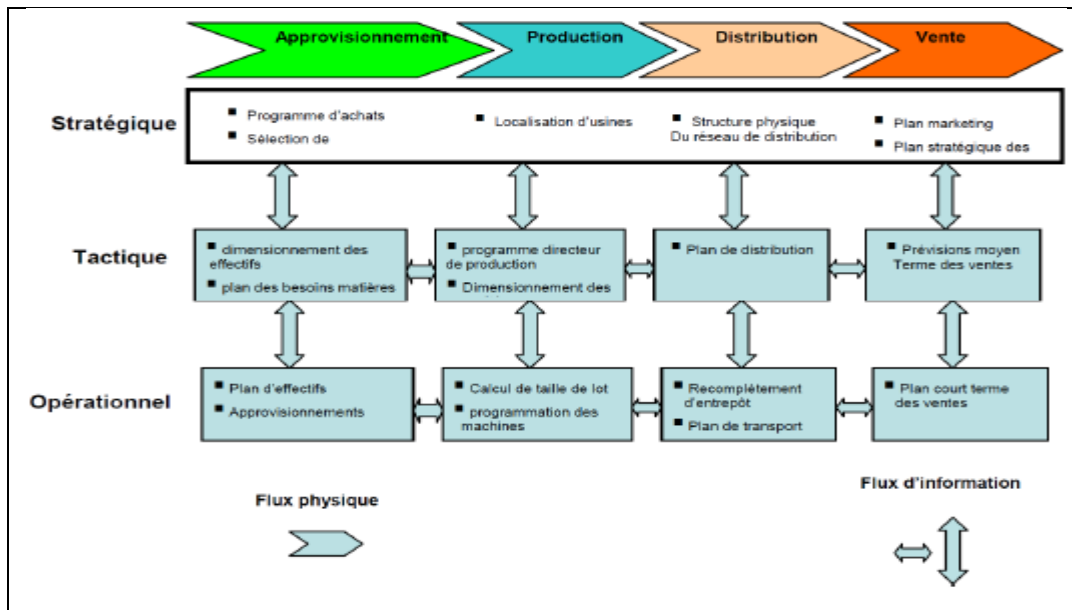 Approvisionnement
Production
Distribution
Vente
Stratégique
▪ Programme d'achats
▪ Sélection de
▪ Localisation d'usines
▪ Structure physique
Du réseau de distribution
▪ Plan marketing
▪ Plan stratégique des
Tactique
▪ dimensionnement des
effectifs
▪ plan des besoins matières
▪ programme directeur
de production
▪ Dimensionnement des
▪ Plan de distribution
▪ Prévisions moyen
Terme des ventes
Opérationnel
▪ Plan d'effectifs
▪ Approvisionnements
▪ Calcul de taille de lot
▪ programmation des
machines
▪ Recomplètement
d'entrepôt
▪ Plan de transport
▪ Plan court terme
des ventes
Flux physique
Flux d'information